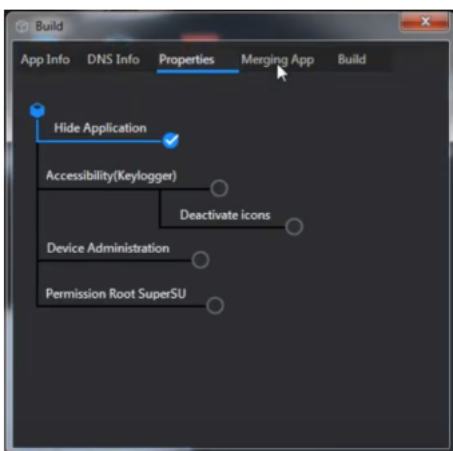 Build
App Info DNS Info Properties Merging App Build
Hide Application
Accessibility(Keylogger)
Deactivate icons
Device Administration
Permission Root SuperSU